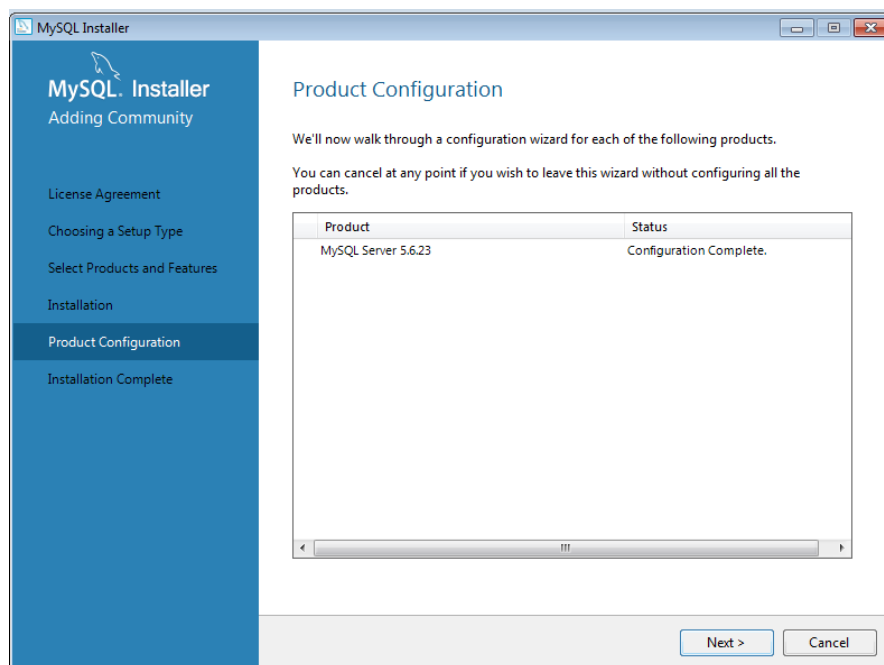 MySQL Installer
MySQL. Installer
Adding Community
License Agreement
Choosing a Setup Type
Select Products and Features
Installation
Product Configuration
Installation Complete
Product Configuration
We'll now walk through a configuration wizard for each of the following products.
You can cancel at any point if you wish to leave this wizard without configuring all the
products.
Product Status
MySQL Server 5.6.23 Configuration Complete.
Next > Cancel